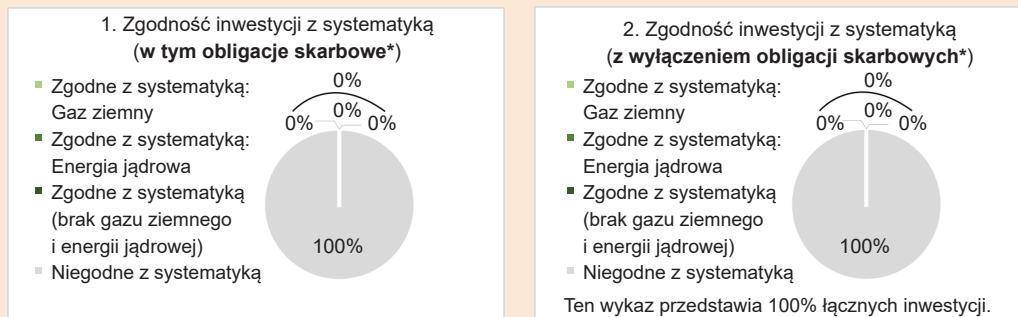 1. Zgodność inwestycji z systematyką
(w tym obligacje skarbowe*)
Zgodne z systematyką:
Gaz ziemny
Zgodne z systematyką:
Energia jądrowa
Zgodne z systematyką
(brak gazu ziemnego
i energii jądrowej)
Niegodne z systematyką
0%
0%
0%
0%
100%
2. Zgodność inwestycji z systematyką
(z wyłączeniem obligacji skarbowych*)
Zgodne z systematyką:
Gaz ziemny
Zgodne z systematyką:
Energia jądrowa
Zgodne z systematyką
(brak gazu ziemnego
i energii jądrowej)
Niegodne z systematyką
0%
0%
0%
0%
100%
Ten wykaz przedstawia 100% łącznych inwestycji.